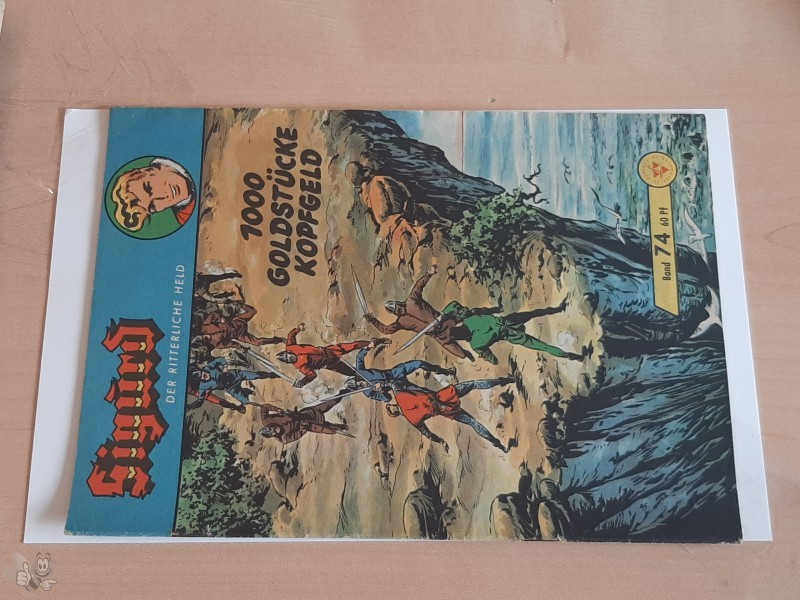 Sigurd
DER RITTERLICHE HELD
1000
GOLDSTÜCKE
KOPFGELD
Band 74 60 Pf